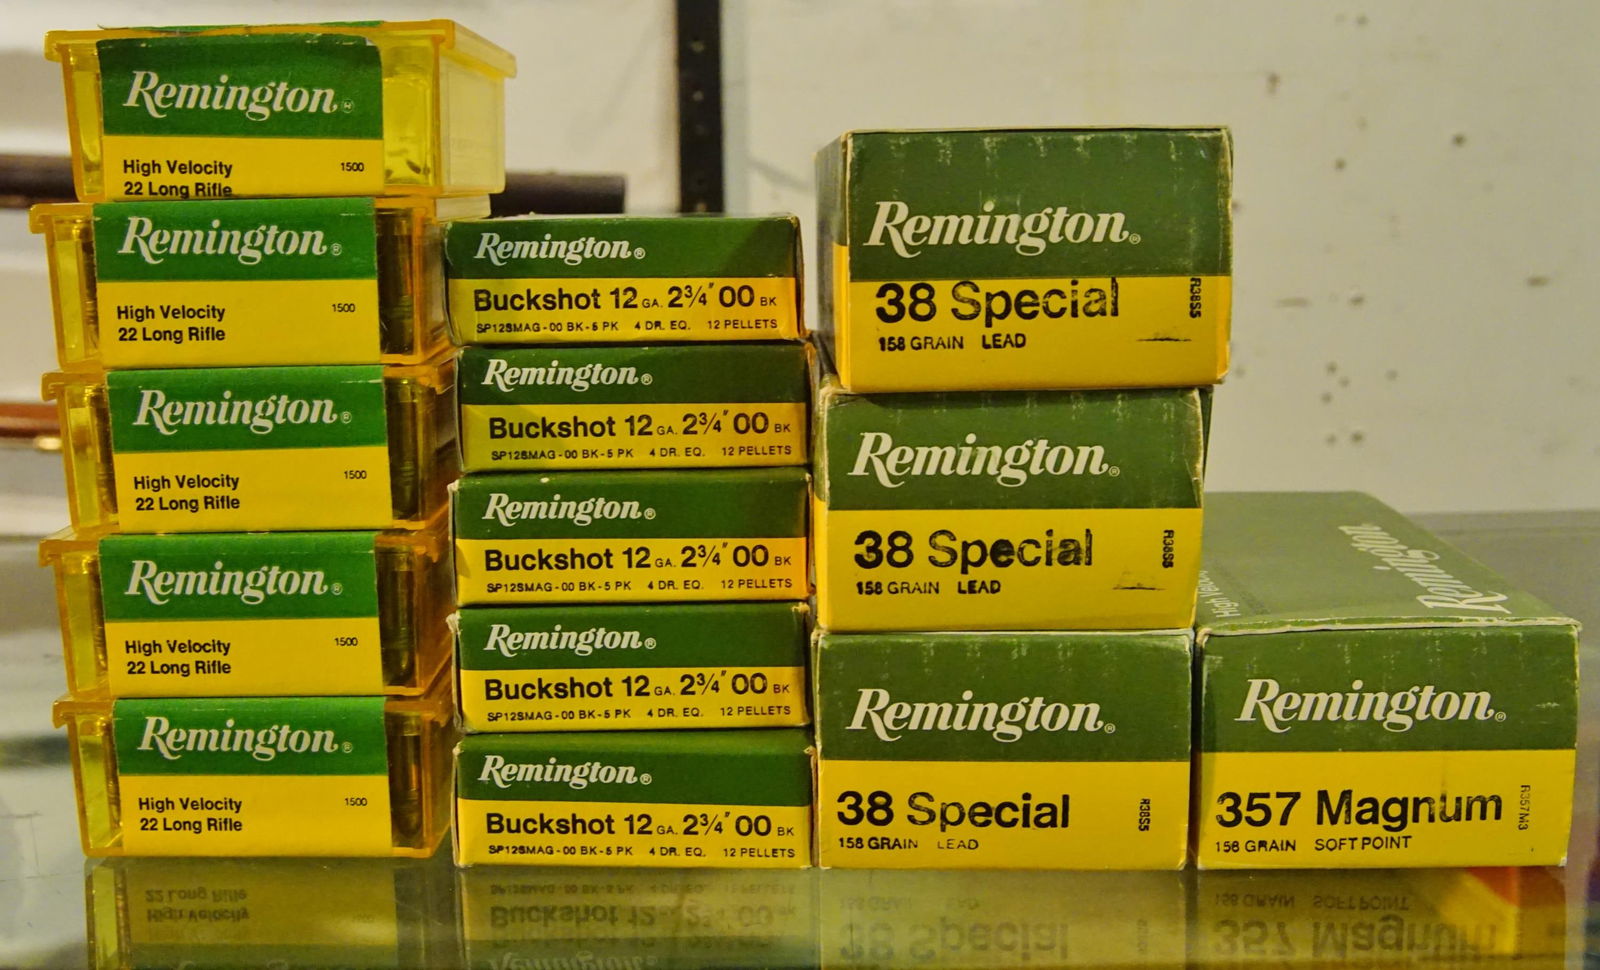 Remington®
High Velocity 1500
22 Long Rifle
Remington®
High Velocity 1500
22 Long Rifle
Remington®
High Velocity 1500
22 Long Rifle
Remington®
High Velocity 1500
22 Long Rifle
Remington®
High Velocity 1500
22 Long Rifle
Remington®
Buckshot 12 GA. 2¾" 00 BK
SP12SMAG-00 BK-5 PK 4 DR. EQ. 12 PELLETS
Remington®
Buckshot 12 GA. 2¾" 00 BK
SP12SMAG-00 BK-5 PK 4 DR. EQ. 12 PELLETS
Remington®
Buckshot 12 GA. 2¾" 00 BK
SP12SMAG-00 BK-5 PK 4 DR. EQ. 12 PELLETS
Remington®
Buckshot 12 GA. 2¾" 00 BK
SP12SMAG-00 BK-5 PK 4 DR. EQ. 12 PELLETS
Remington®
Buckshot 12 GA. 2¾" 00 BK
SP12SMAG-00 BK-5 PK 4 DR. EQ. 12 PELLETS
Remington®
38 Special
R38S5
158 GRAIN LEAD
Remington®
38 Special
R38S5
158 GRAIN LEAD
Remington®
38 Special
R38S5
158 GRAIN LEAD
Remington
Remington®
357 Magnum
R357M3
158 GRAIN SOFT POINT